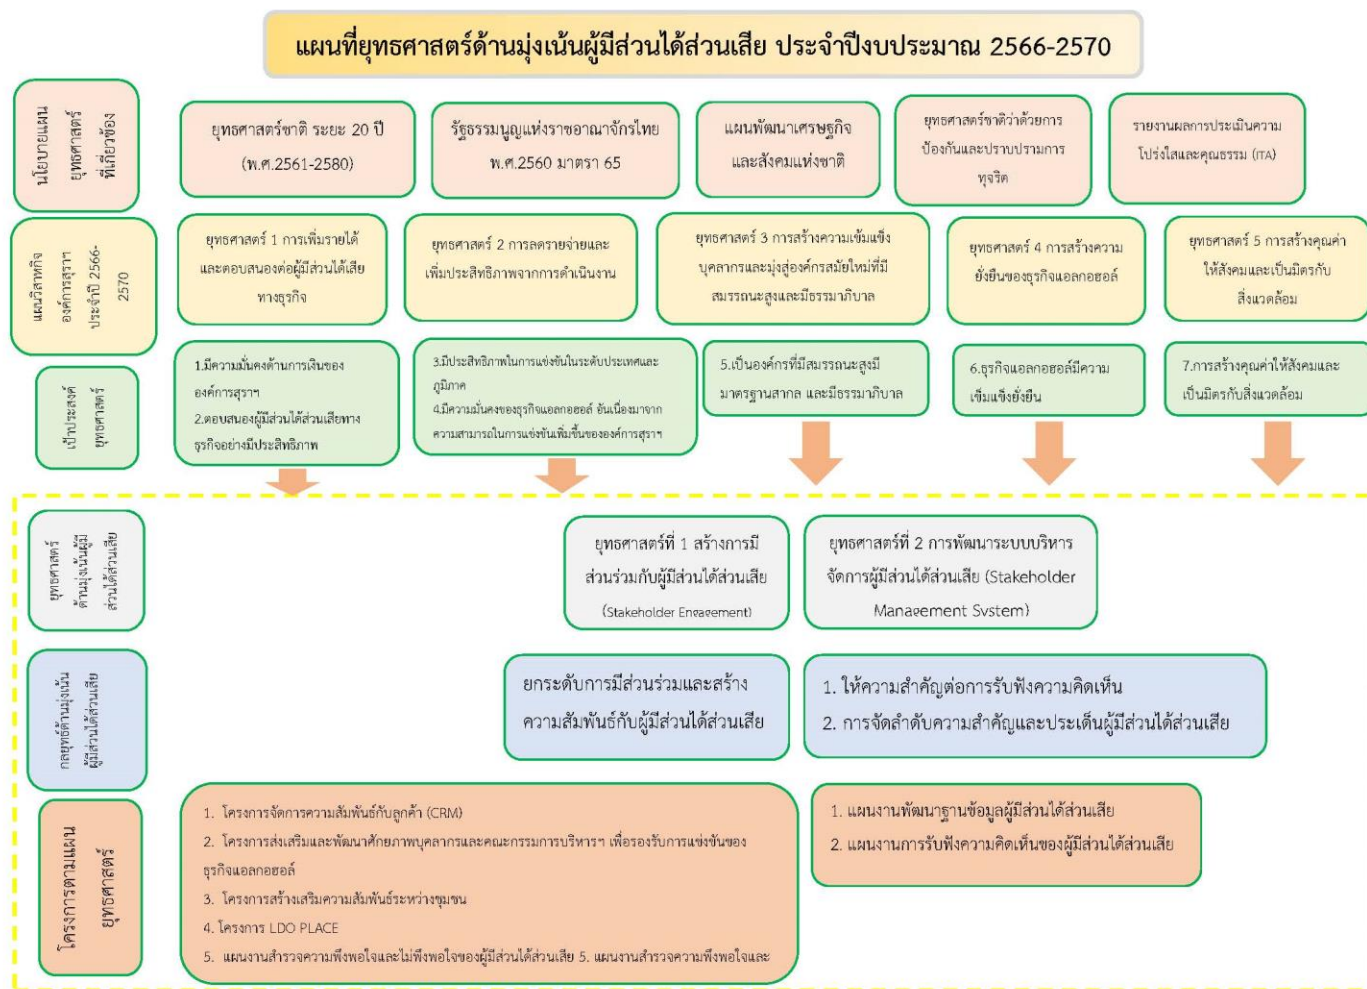 แผนที่ยุทธศาสตร์ด้านมุ่งเน้นผู้มีส่วนได้ส่วนเสีย ประจำปีงบประมาณ 2566-2570
นโยบายแผน
ยุทธศาสตร์
ที่เกี่ยวข้อง
ยุทธศาสตร์ชาติ ระยะ 20 ปี
(พ.ศ.2561-2580)
รัฐธรรมนูญแห่งราชอาณาจักรไทย
พ.ศ.2560 มาตรา 65
แผนพัฒนาเศรษฐกิจ
และสังคมแห่งชาติ
ยุทธศาสตร์ชาติว่าด้วยการ
ป้องกันและปราบปรามการ
ทุจริต
รายงานผลการประเมินความ
โปร่งใสและคุณธรรม (ITA)
แผนวิสาหกิจ
องค์การสุราฯ
ประจำปี 2566-
2570
ยุทธศาสตร์ 1 การเพิ่มรายได้
และตอบสนองต่อผู้มีส่วนได้เสีย
ทางธุรกิจ
ยุทธศาสตร์ 2 การลดรายจ่ายและ
เพิ่มประสิทธิภาพจากการดำเนินงาน
ยุทธศาสตร์ 3 การสร้างความเข้มแข็ง
บุคลากรและมุ่งสู่องค์กรสมัยใหม่ที่มี
สมรรถนะสูงและมีธรรมาภิบาล
ยุทธศาสตร์ 4 การสร้างความ
ยั่งยืนของธุรกิจแอลกอฮอล์
ยุทธศาสตร์ 5 การสร้างคุณค่า
ให้สังคมและเป็นมิตรกับ
สิ่งแวดล้อม
เป้าประสงค์
ยุทธศาสตร์
1.มีความมั่นคงด้านการเงินของ
องค์การสุราฯ
2.ตอบสนองผู้มีส่วนได้ส่วนเสียทาง
ธุรกิจอย่างมีประสิทธิภาพ
3.มีประสิทธิภาพในการแข่งขันในระดับประเทศและ
ภูมิภาค
4.มีความมั่นคงของธุรกิจแอลกอฮอล์ อันเนื่องมาจาก
ความสามารถในการแข่งขันเพิ่มขึ้นขององค์การสุราฯ
5.เป็นองค์กรที่มีสมรรถนะสูงมี
มาตรฐานสากล และมีธรรมาภิบาล
6.ธุรกิจแอลกอฮอล์มีความ
เข้มแข็งยั่งยืน
7.การสร้างคุณค่าให้สังคมและ
เป็นมิตรกับสิ่งแวดล้อม
ยุทธศาสตร์
ด้านมุ่งเน้นผู้มี
ส่วนได้ส่วนเสีย
ยุทธศาสตร์ที่ 1 สร้างการมี
ส่วนร่วมกับผู้มีส่วนได้ส่วนเสีย
(Stakeholder Engagement)
ยุทธศาสตร์ที่ 2 การพัฒนาระบบบริหาร
จัดการผู้มีส่วนได้ส่วนเสีย (Stakeholder
Management System)
กลยุทธ์ด้านมุ่งเน้น
ผู้มีส่วนได้ส่วนเสีย
ยกระดับการมีส่วนร่วมและสร้าง
ความสัมพันธ์กับผู้มีส่วนได้ส่วนเสีย
1. ให้ความสำคัญต่อการรับฟังความคิดเห็น
2. การจัดลำดับความสำคัญและประเด็นผู้มีส่วนได้ส่วนเสีย
โครงการตามแผน
ยุทธศาสตร์
1. โครงการจัดการความสัมพันธ์กับลูกค้า (CRM)
2. โครงการส่งเสริมและพัฒนาศักยภาพบุคลากรและคณะกรรมการบริหารฯ เพื่อรองรับการแข่งขันของ
ธุรกิจแอลกอฮอล์
3. โครงการสร้างเสริมความสัมพันธ์ระหว่างชุมชน
4. โครงการ LDO PLACE
5. แผนงานสำรวจความพึงพอใจและไม่พึงพอใจของผู้มีส่วนได้ส่วนเสีย 5. แผนงานสำรวจความพึงพอใจและ
1. แผนงานพัฒนาฐานข้อมูลผู้มีส่วนได้ส่วนเสีย
2. แผนงานการรับฟังความคิดเห็นของผู้มีส่วนได้ส่วนเสีย